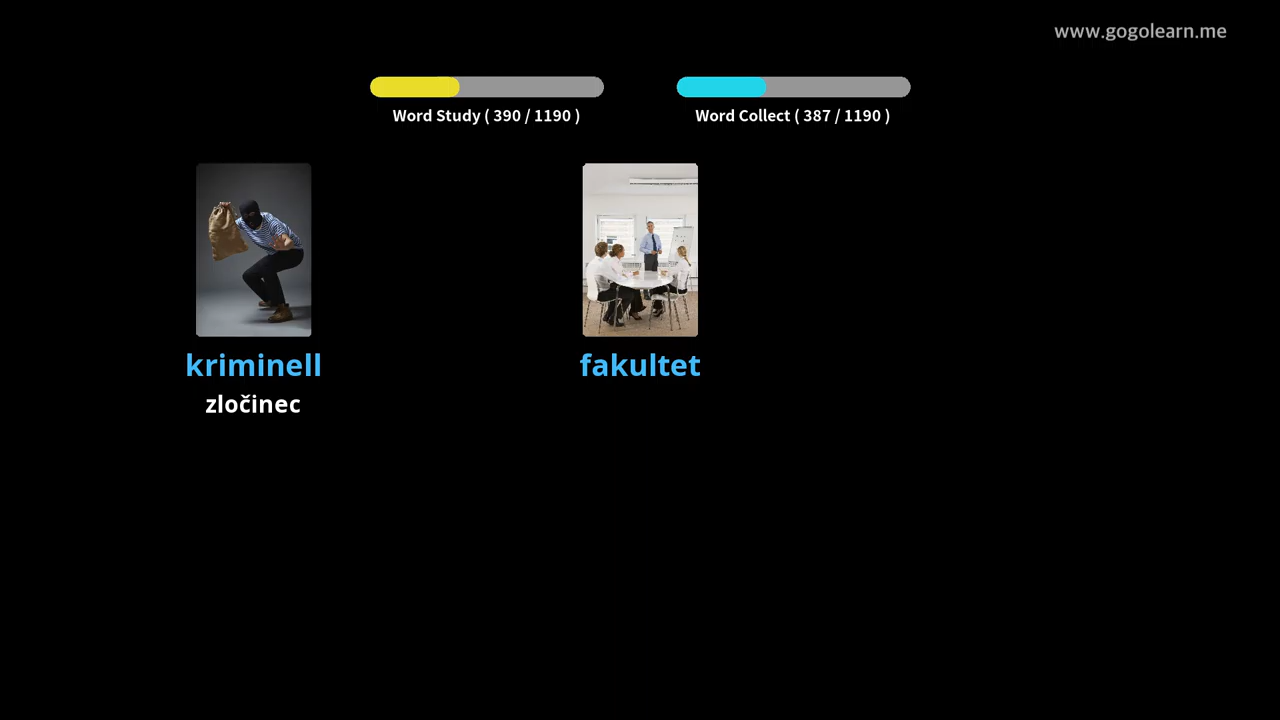 www.gogolearn.me
Word Study ( 390 / 1190 )
Word Collect ( 387 / 1190 )
kriminell
zločinec
fakultet